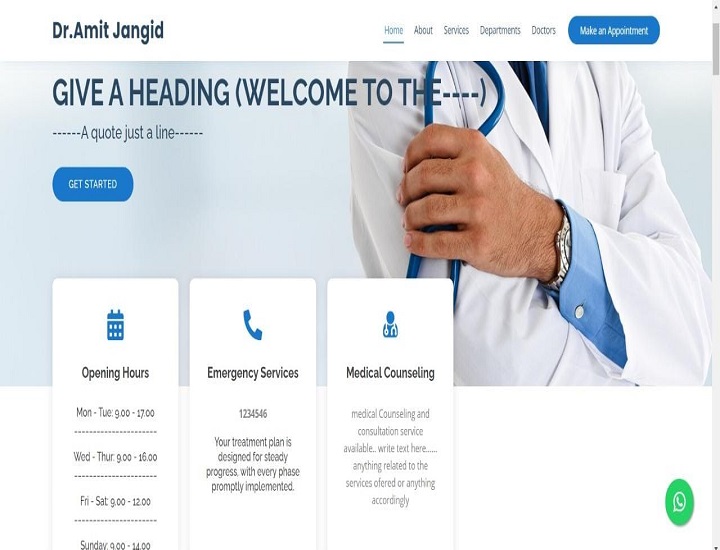 Dr.Amit Jangid
Home About Services Departments Doctors Make an Appointment
GIVE A HEADING (WELCOME TO THE----)
------A quote just a line------
GET STARTED
Opening Hours
Mon - Tue: 9.00 - 17.00
-----------------------
Wed - Thur: 9.00 - 16.00
-----------------------
Fri - Sat: 9.00 - 12.00
-----------------------
Sunday: 9.00 - 14.00
Emergency Services
1234546
Your treatment plan is
designed for steady
progress, with every phase
promptly implemented.
Medical Counseling
medical Counseling and
consultation service
available.. write text here......
anything related to the
services ofered or anything
accordingly